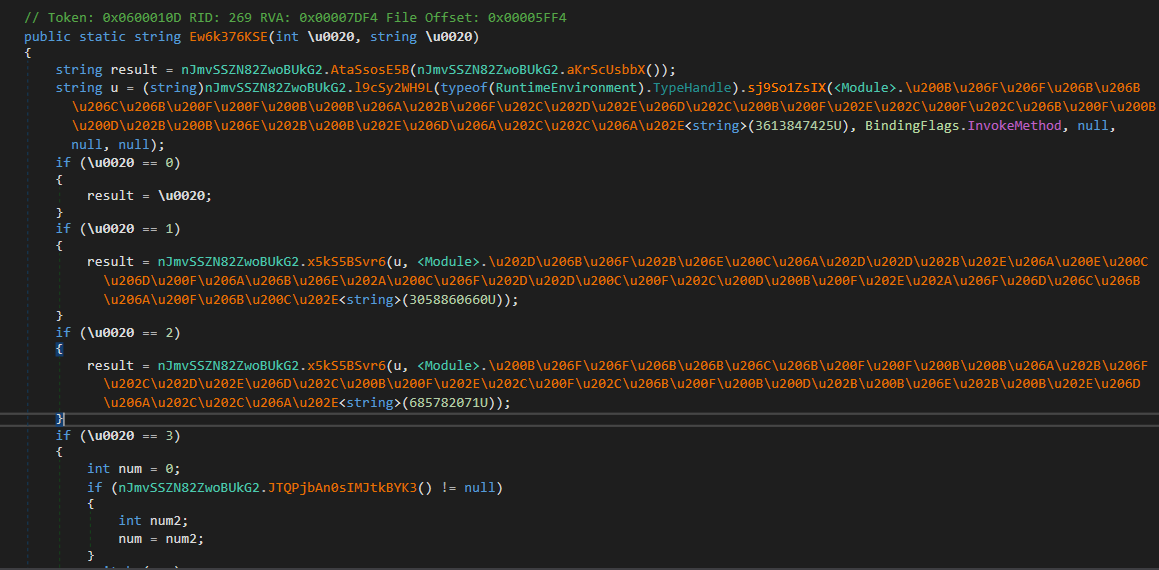 // Token: 0x0600010D RID: 269 RVA: 0x00007DF4 File Offset: 0x00005FF4
public static string Ew6k376KSE(int \u0020, string \u0020)
{
string result = nJmvSSZN82ZwoBUkG2.AtaSsosE5B(nJmvSSZN82ZwoBUkG2.aKrScUsbbX());
string u = (string)nJmvSSZN82ZwoBUkG2.l9cSy2WH9L(typeof(RuntimeEnvironment).TypeHandle).sj9So1ZsIX(<Module>.\u200B\u206F\u206F\u206B\u206B
\u206C\u206B\u200F\u200F\u200B\u200B\u206A\u202B\u206F\u202C\u202D\u202E\u206D\u202C\u200B\u200F\u202E\u202C\u200F\u202C\u206B\u200F\u200B
\u200D\u202B\u200B\u206E\u202B\u200B\u202E\u206D\u206A\u202C\u202C\u206A\u202E<string>(3613847425U), BindingFlags.InvokeMethod, null,
null, null);
if (\u0020 == 0)
{
result = \u0020;
}
if (\u0020 == 1)
{
result = nJmvSSZN82ZwoBUkG2.x5kS5BSvr6(u, <Module>.\u202D\u206B\u206F\u202B\u206E\u200C\u206A\u202D\u202D\u202B\u202E\u206A\u200E\u200C
\u206D\u200F\u206A\u206B\u206E\u202A\u200C\u206F\u202D\u202D\u200C\u200F\u202C\u200D\u200B\u200F\u202E\u202A\u206F\u206D\u206C\u206B
\u206A\u200F\u206B\u200C\u202E<string>(3058860660U));
}
if (\u0020 == 2)
{
result = nJmvSSZN82ZwoBUkG2.x5kS5BSvr6(u, <Module>.\u200B\u206F\u206F\u206B\u206B\u206C\u206B\u200F\u200F\u200B\u200B\u206A\u202B\u206F
\u202C\u202D\u202E\u206D\u202C\u200B\u200F\u202E\u202C\u200F\u202C\u206B\u200F\u200B\u200D\u202B\u200B\u206E\u202B\u200B\u202E\u206D
\u206A\u202C\u202C\u206A\u202E<string>(685782071U));
}
if (\u0020 == 3)
{
int num = 0;
if (nJmvSSZN82ZwoBUkG2.JTQPjbAn0sIMJtkBYK3() != null)
{
int num2;
num = num2;
}